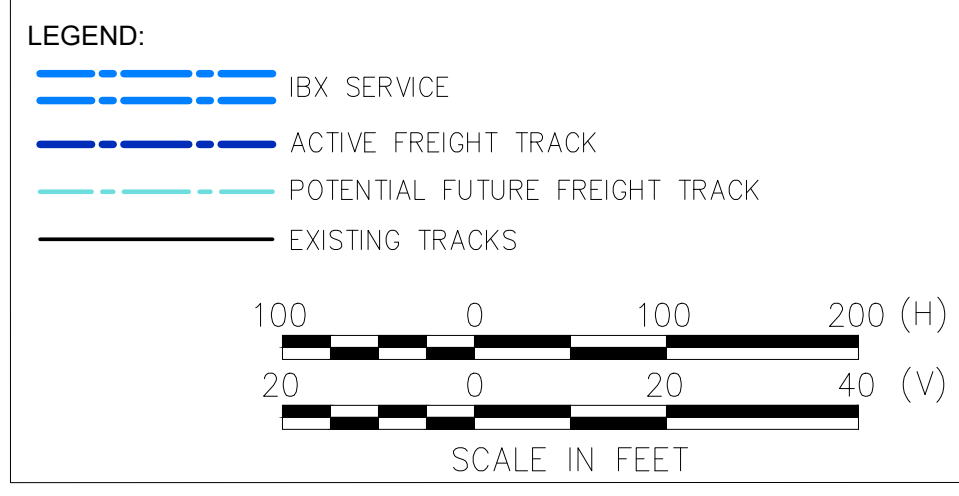 LEGEND:
IBX SERVICE
ACTIVE FREIGHT TRACK
POTENTIAL FUTURE FREIGHT TRACK
EXISTING TRACKS
100 0 100 200 (H)
20 0 20 40 (V)
SCALE IN FEET